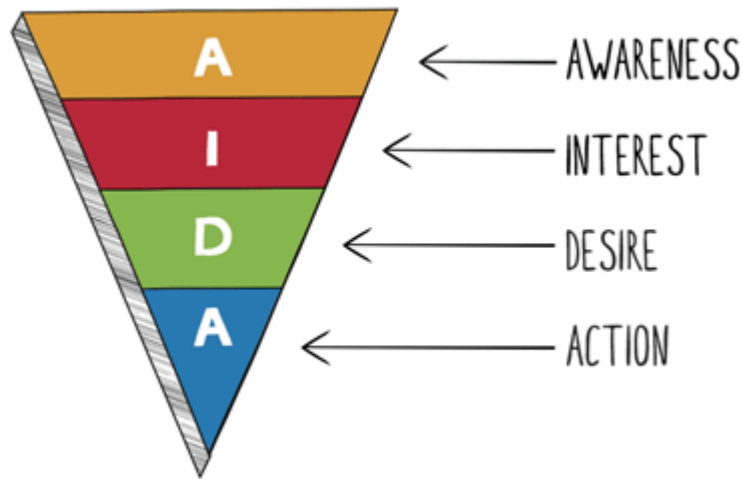 A
AWARENESS
I
INTEREST
D
DESIRE
A
ACTION